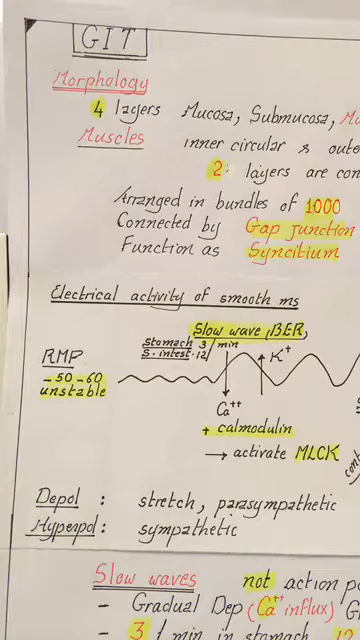 GIT
Morphology
4 layers Mucosa, Submucosa,
Muscles inner circular &
2 layers are
Arranged in bundles of 1000
Connected by Gap junction
Function as Syncitium
Electrical activity of smooth ms
Slow wave, BER,
stomach 3 / min
S. intest. 12
RMP K+
-50 -60
unstable
Ca++
+ calmodulin
→ activate MLCK
Depol : stretch, parasympathetic
Hyperpol : sympathetic
Slow waves not action
- Gradual Dep (Ca++ influx)
- 3 / min in stomach